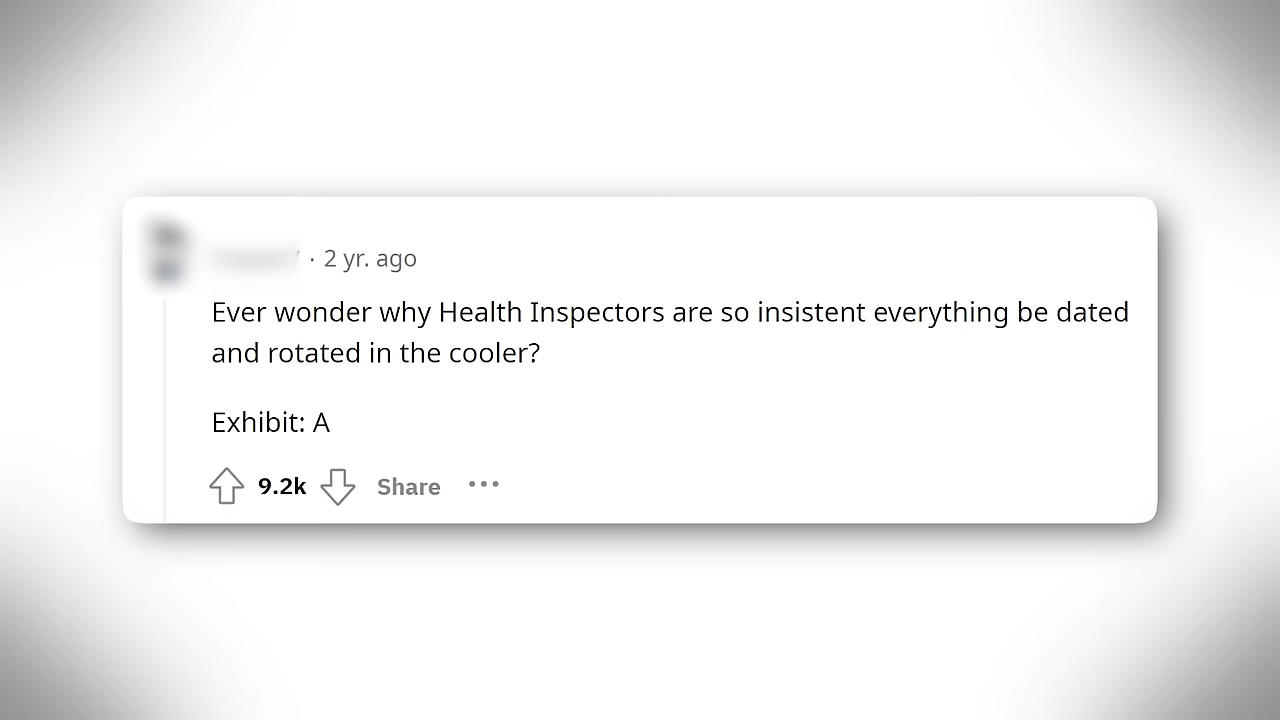 · 2 yr. ago
Ever wonder why Health Inspectors are so insistent everything be dated
and rotated in the cooler?
Exhibit: A
9.2k Share ···